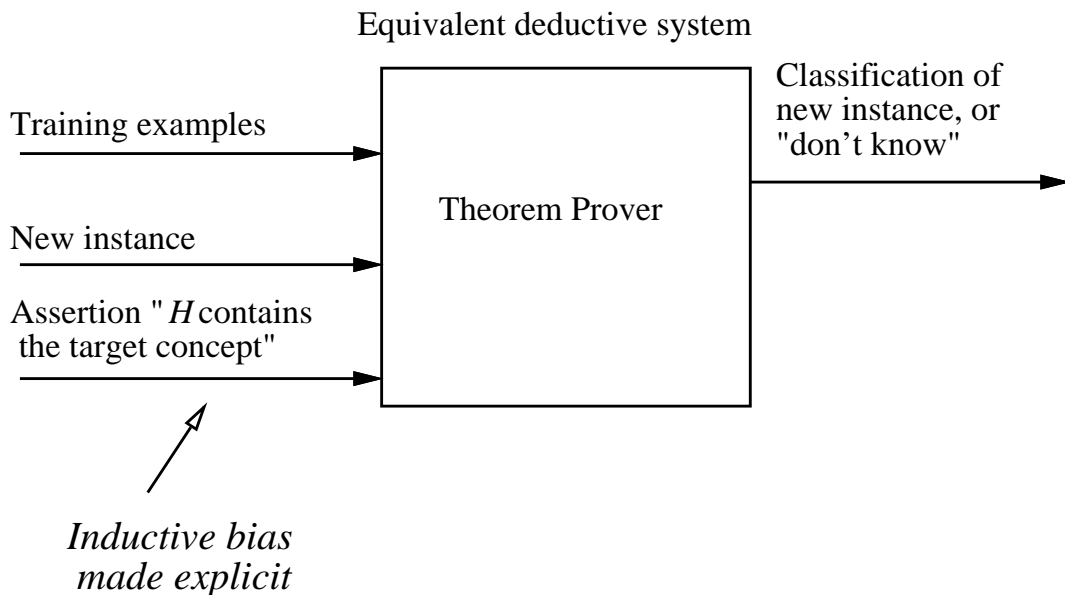 Equivalent deductive system
Training examples
New instance
Assertion " H contains
the target concept"
Theorem Prover
Classification of
new instance, or
"don't know"
Inductive bias
made explicit